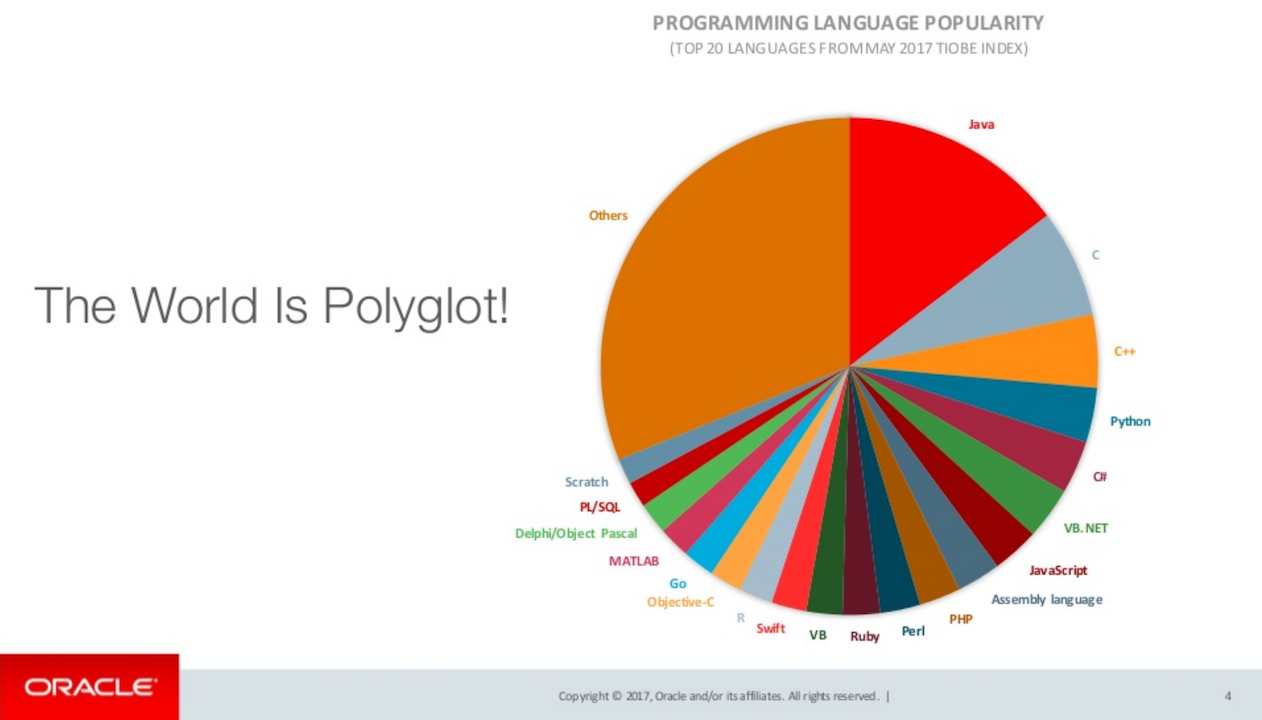 PROGRAMMING LANGUAGE POPULARITY
(TOP 20 LANGUAGES FROM MAY 2017 TIOBE INDEX)
The World Is Polyglot!
Java
C
C++
Python
C#
VB.NET
JavaScript
Assembly language
PHP
Perl
Ruby
VB
Swift
R
Objective-C
Go
MATLAB
Delphi/Object Pascal
PL/SQL
Scratch
Others
ORACLE®
Copyright © 2017, Oracle and/or its affiliates. All rights reserved. |
4